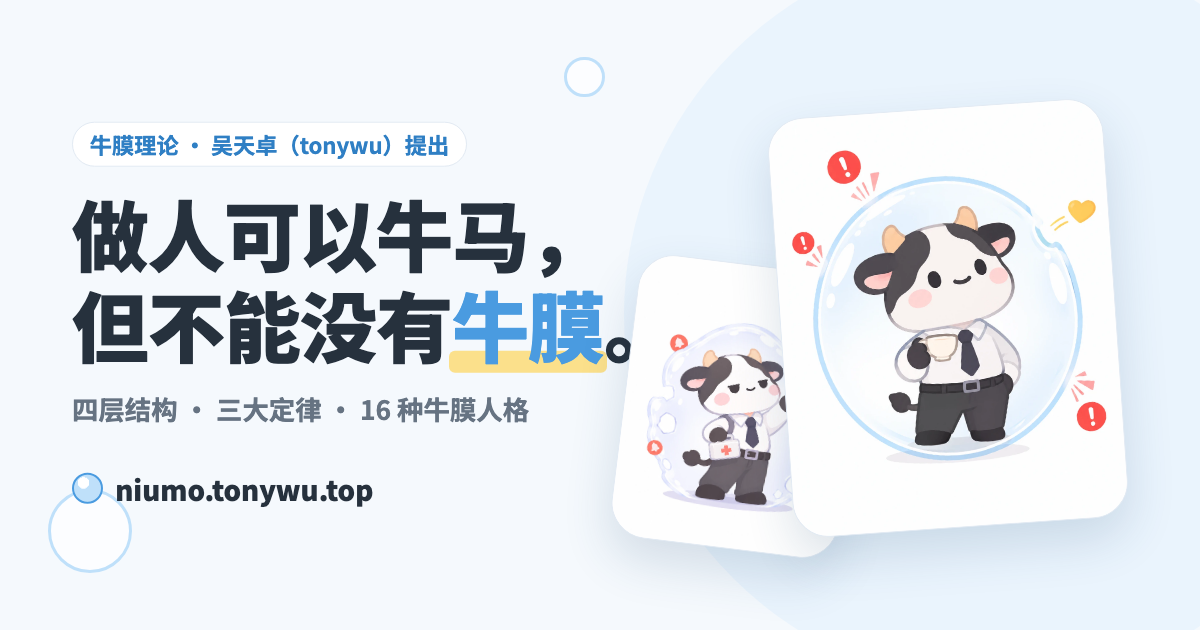 牛膜理论 · 吴天卓（tonywu）提出
做人可以牛马，
但不能没有牛膜。
四层结构 · 三大定律 · 16 种牛膜人格
niumo.tonywu.top